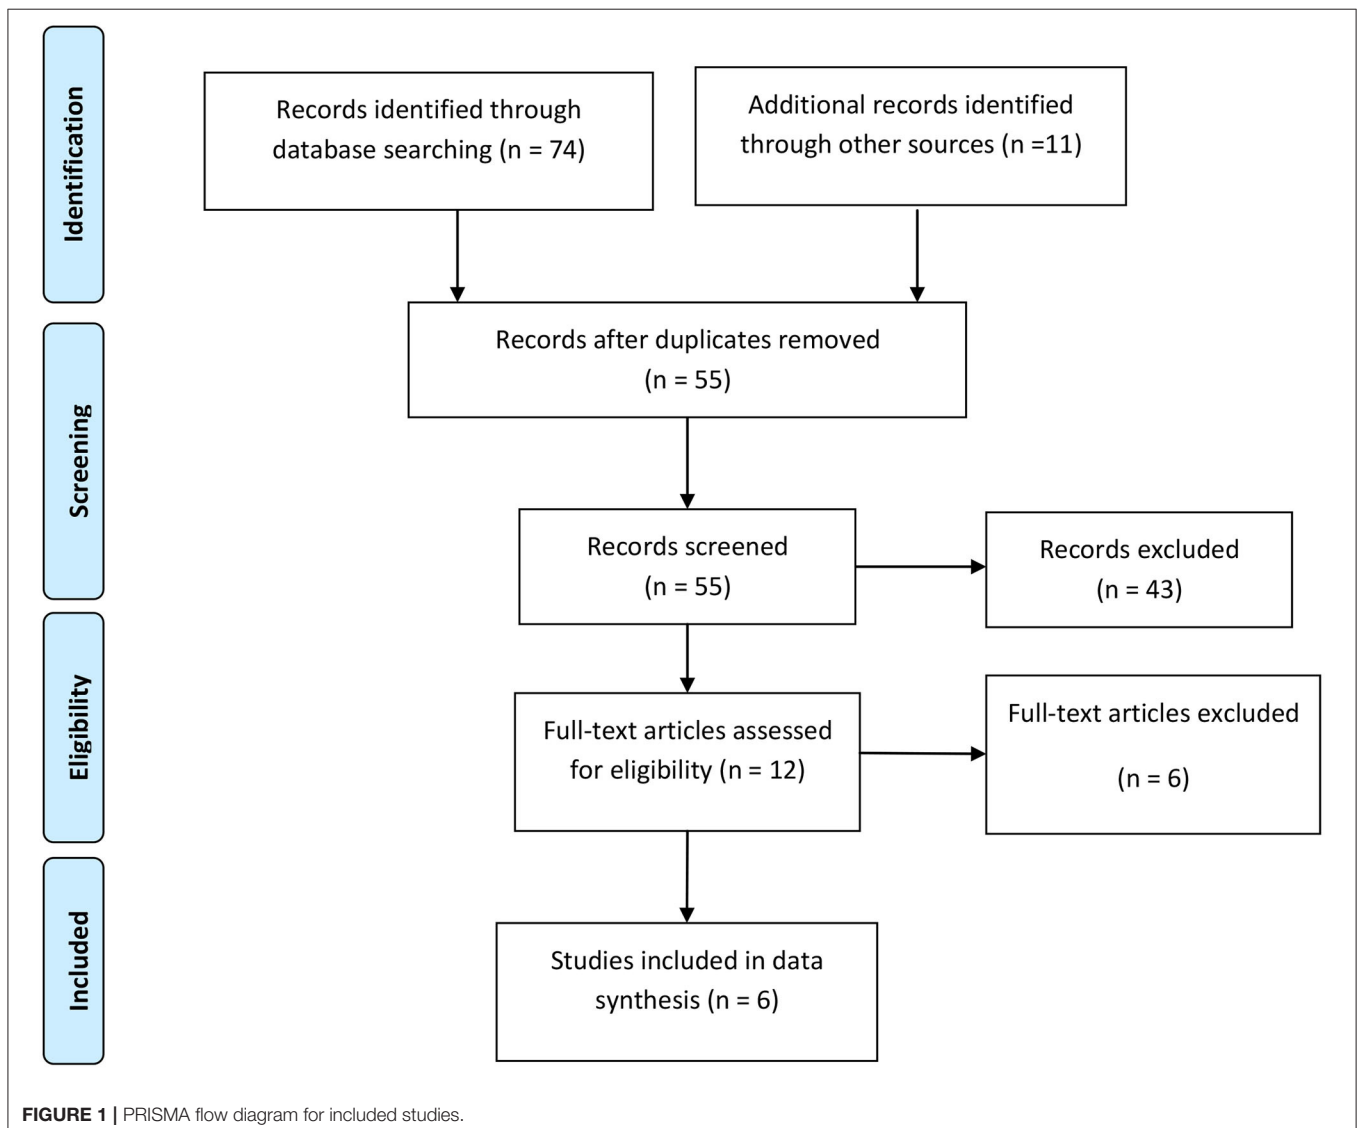 Identification
Records identified through
database searching (n = 74)
Additional records identified
through other sources (n =11)
Records after duplicates removed
(n = 55)
Screening
Records screened
(n = 55)
Records excluded
(n = 43)
Eligibility
Full-text articles assessed
for eligibility (n = 12)
Full-text articles excluded
(n = 6)
Included
Studies included in data
synthesis (n = 6)
FIGURE 1 | PRISMA flow diagram for included studies.